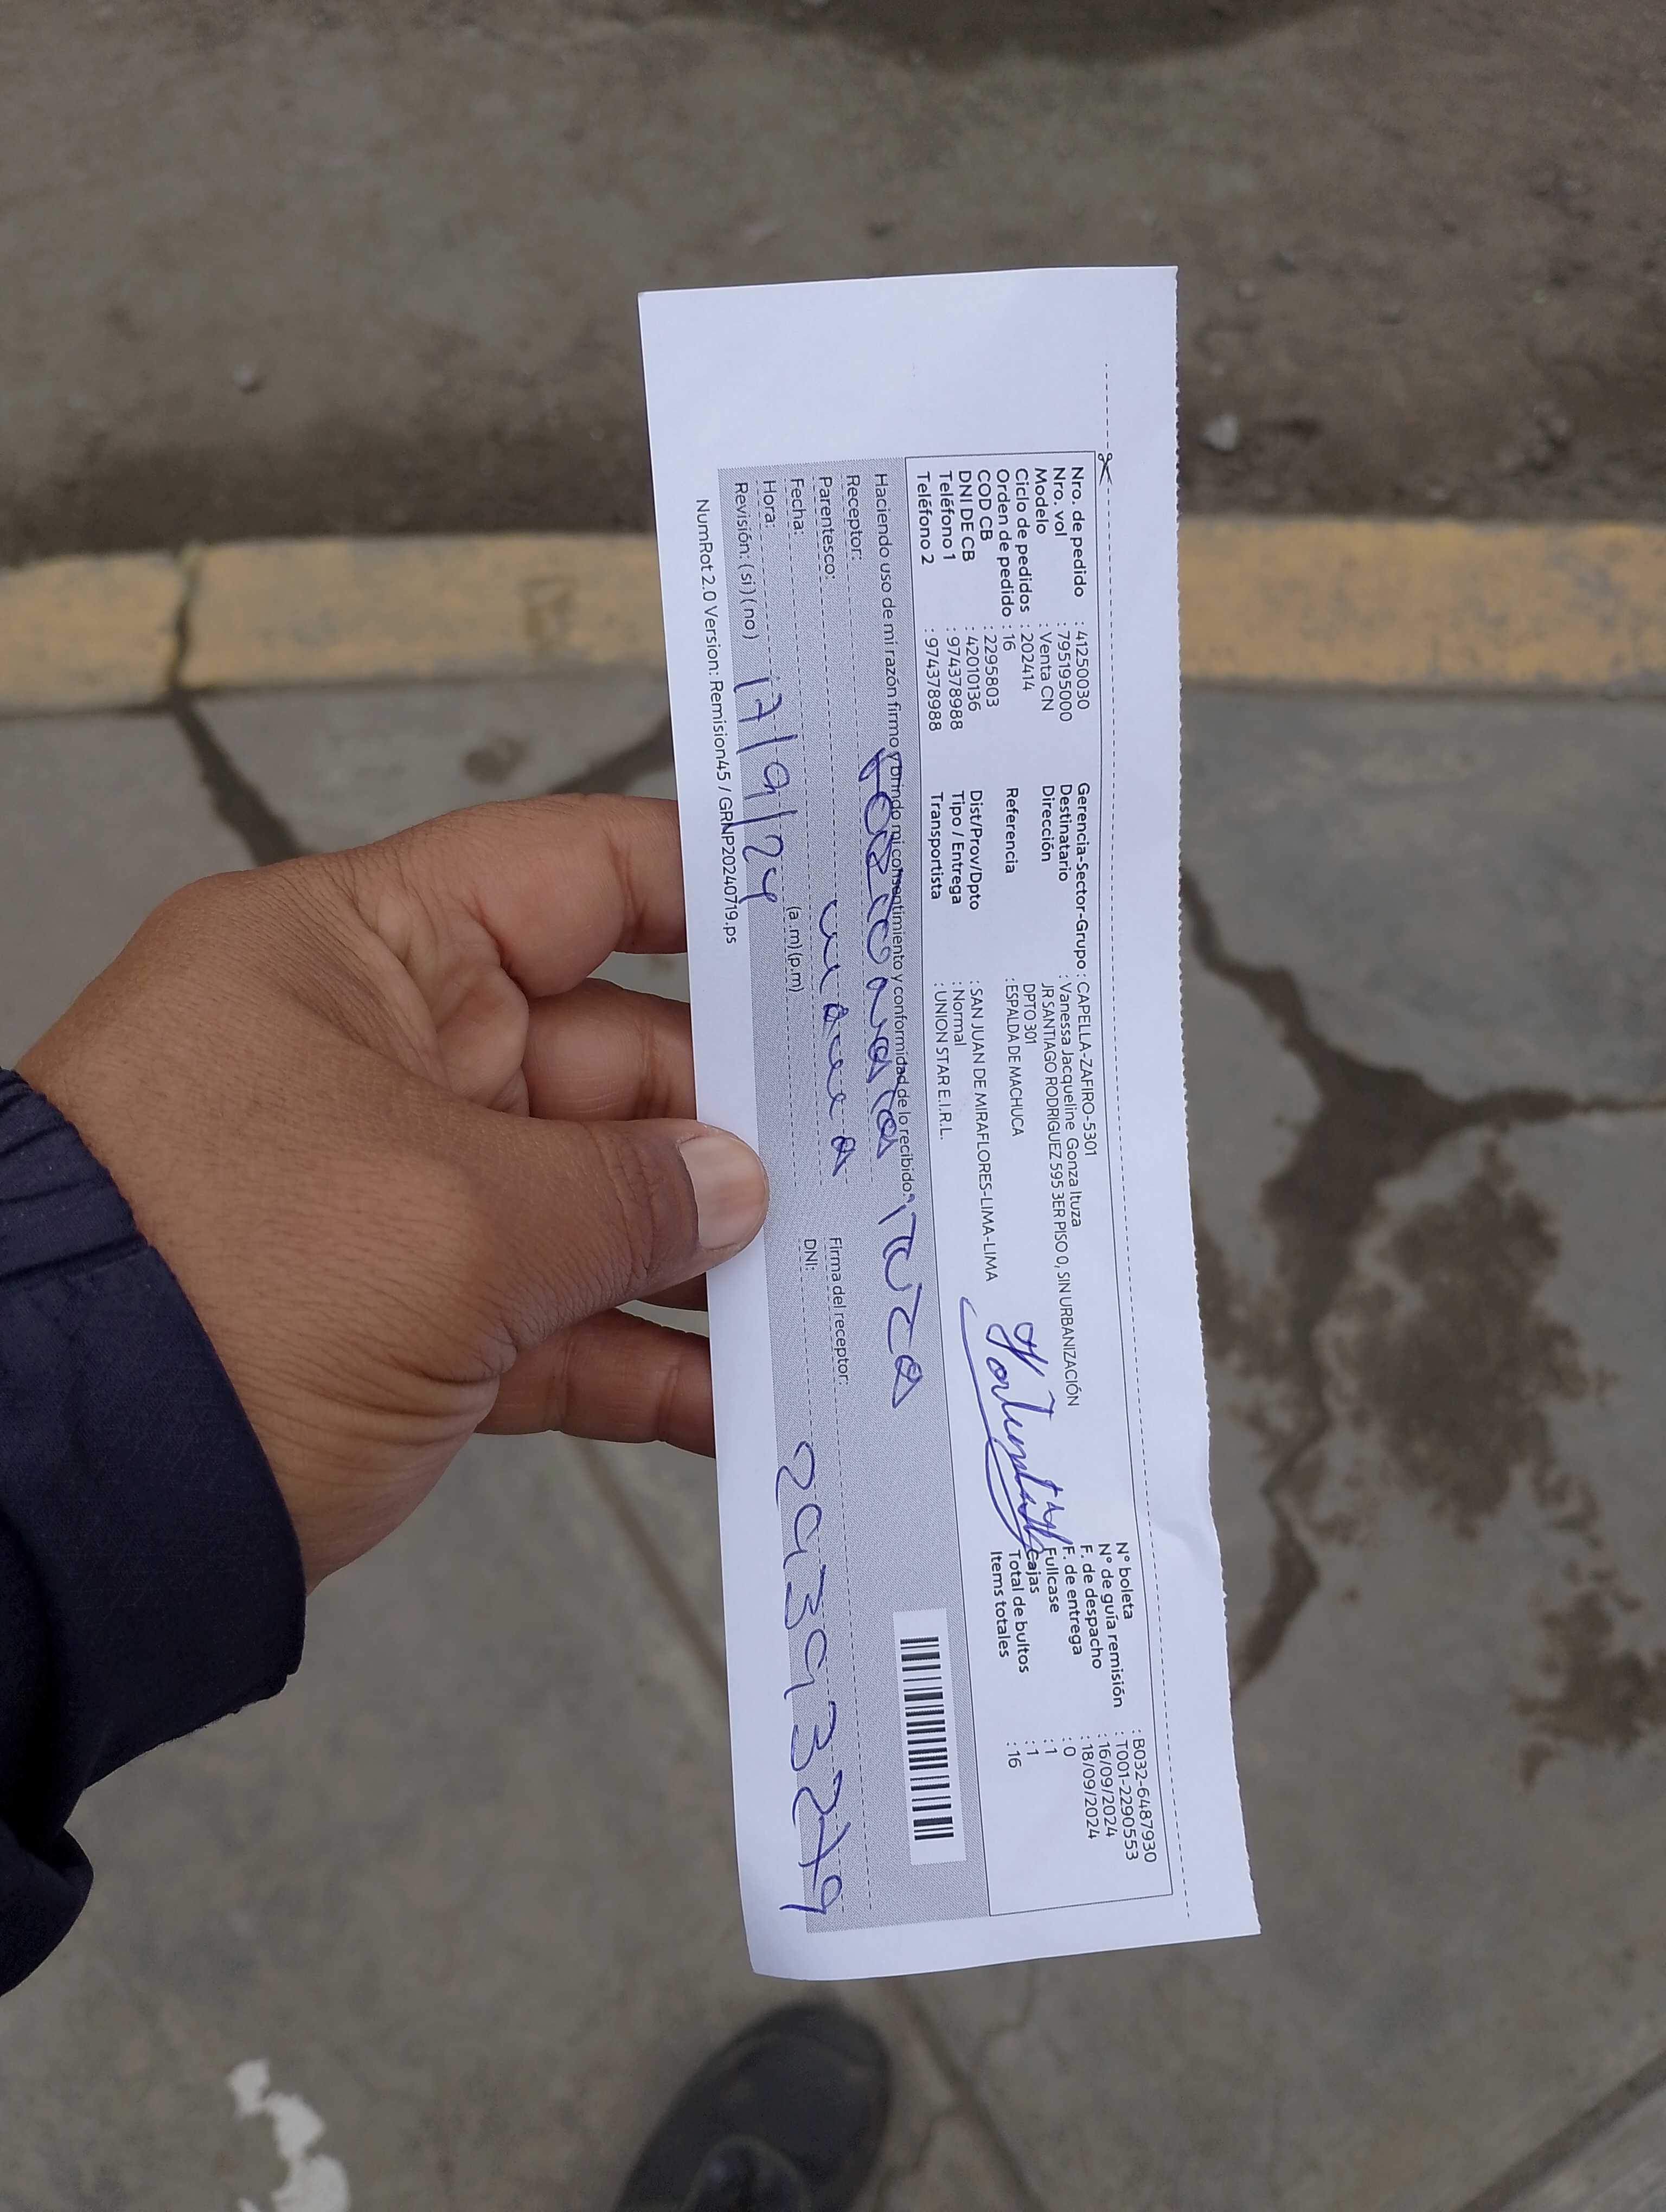 Nro. de pedido : 41250030
Nro. vol : 795195000
Modelo : Venta CN
Ciclo de pedidos : 202414
Orden de pedido : 16
COD CB : 2295803
DNI DE CB : 42010136
Teléfono 1 : 974378988
Teléfono 2 : 974378988
Gerencia-Sector-Grupo : CAPELLA-ZAFIRO-5301
Destinatario : Vanessa Jacqueline Gonza Ituza
Dirección JR SANTIAGO RODRIGUEZ 595 3ER PISO 0, SIN URBANIZACIÓN
DPTO 301
Referencia : ESPALDA DE MACHUCA
Dist/Prov/Dpto : SAN JUAN DE MIRAFLORES-LIMA-LIMA
Tipo / Entrega : Normal
Transportista : UNION STAR E.I.R.L.
N° boleta : B032-6487930
N° de guía remisión : T001-2290553
F. de despacho : 16/09/2024
F. de entrega : 18/09/2024
Fullcase : 0
Cajas : 1
Total de bultos : 1
Items totales : 16
Haciendo uso de mi razón firmo y brindo mi consentimiento y conformidad de lo recibido.
Receptor: ituza
Parentesco:
Fecha: 17/9/24
Hora: (a.m)(p.m)
Revisión: (si)(no)
Firma del receptor:
DNI: 29393279
NumRot 2.0 Version: Remision45 / GRNP20240719.ps